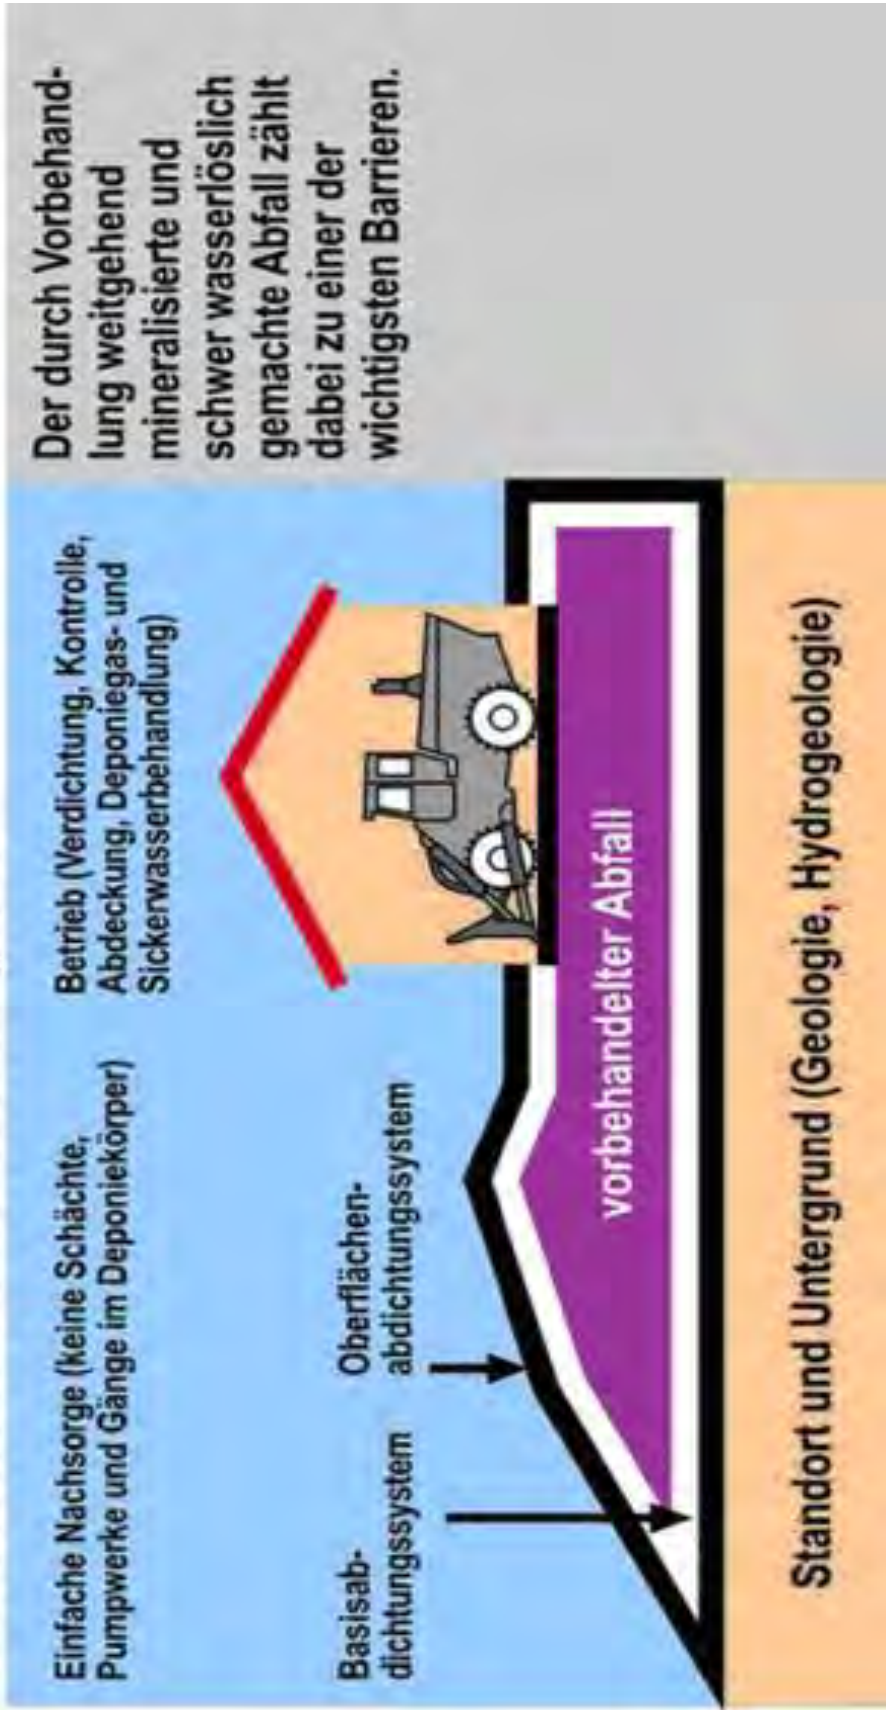 Einfache Nachsorge (keine Schächte,
Pumpwerke und Gänge im Deponiekörper)
Betrieb (Verdichtung, Kontrolle,
Abdeckung, Deponiegas- und
Sickerwasserbehandlung)
Der durch Vorbehand-
lung weitgehend
mineralisierte und
schwer wasserlöslich
gemachte Abfall zählt
dabei zu einer der
wichtigsten Barrieren.
Basisab-
dichtungssystem
Oberflächen-
abdichtungssystem
vorbehandelter Abfall
Standort und Untergrund (Geologie, Hydrogeologie)